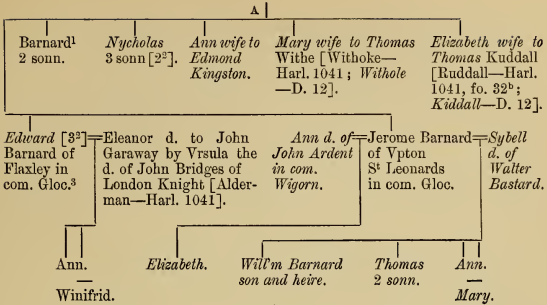 A
Barnard¹
2 sonn.
Nycholas
3 sonn [2²].
Ann wife to
Edmond
Kingston.
Mary wife to Thomas
Withe [Withoke—
Harl. 1041; Withole
—D. 12].
Elizabeth wife to
Thomas Kuddall
[Ruddall—Harl.
1041, fo. 32ᵇ;
Kiddall—D. 12].
Edward [3²]
Barnard of
Flaxley in
com. Gloc.³
Eleanor d. to John
Garaway by Vrsula the
d. of John Bridges of
London Knight [Alder-
man—Harl. 1041].
Ann d. of
John Ardent
in com.
Wigorn.
Jerome Barnard
of Vpton
Sᵗ Leonards
in com. Gloc.
Sybell
d. of
Walter
Bastard.
Ann.
—
Winifrid.
Elizabeth.
Will'm Barnard
son and heire.
Thomas
2 sonn.
Ann.
—
Mary.